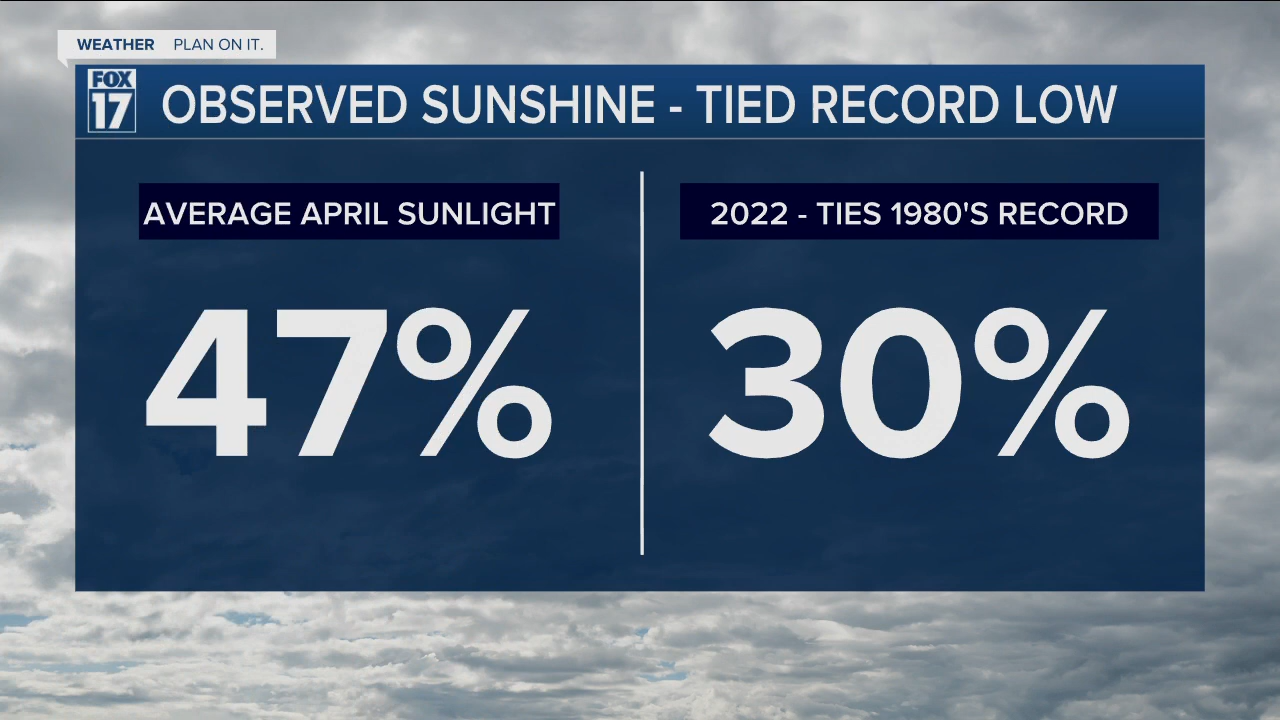 WEATHER PLAN ON IT.
FOX
17
OBSERVED SUNSHINE - TIED RECORD LOW
AVERAGE APRIL SUNLIGHT
47%
2022 - TIES 1980'S RECORD
30%